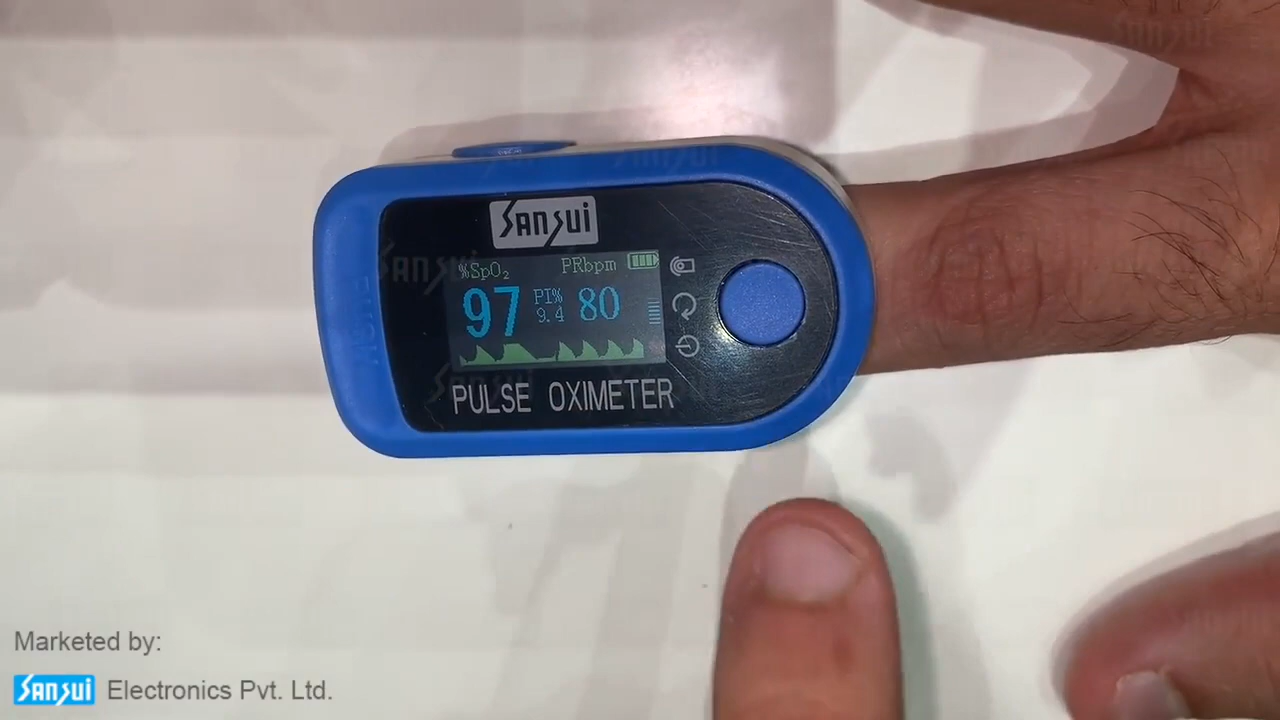 Sansui
%SpO₂ PRbpm
97 PI% 9.4 80
PULSE OXIMETER
Marketed by:
Sansui Electronics Pvt. Ltd.